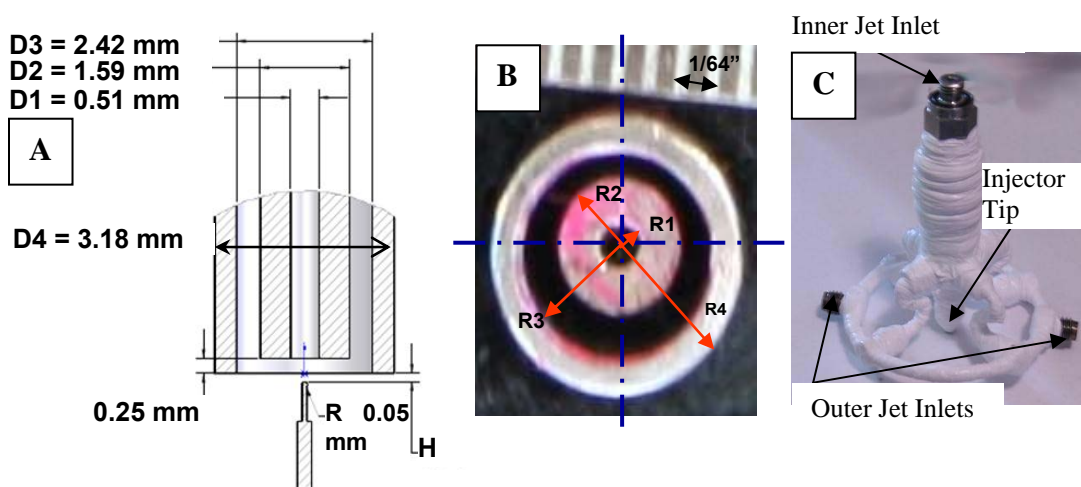 D3 = 2.42 mm
D2 = 1.59 mm
D1 = 0.51 mm
A
D4 = 3.18 mm
0.25 mm
R 0.05
mm
H
B
1/64”
R2
R1
R3
R4
Inner Jet Inlet
C
Injector
Tip
Outer Jet Inlets